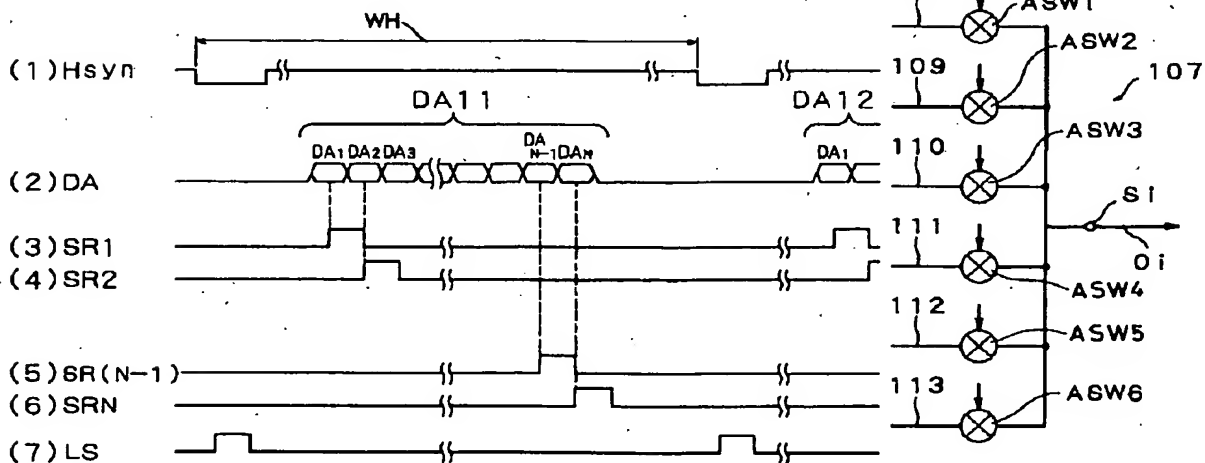 WH
(1) Hsyn
DA11
DA12
DA1 DA2 DA3
DA N-1 DAN
DA1
(2) DA
(3) SR1
(4) SR2
(5) SR(N-1)
(6) SRN
(7) LS
ASW1
109
ASW2
107
110
ASW3
Si
111
Oi
ASW4
112
ASW5
113
ASW6